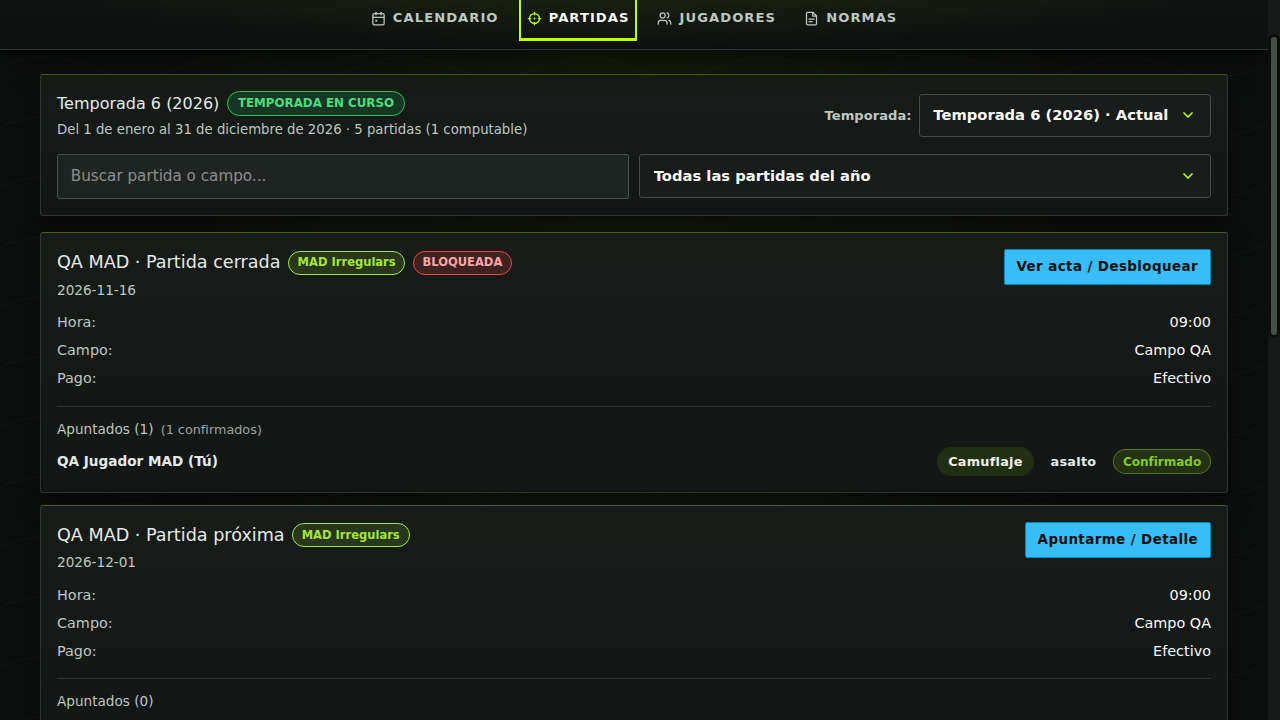 CALENDARIO PARTIDAS JUGADORES NORMAS
Temporada 6 (2026) TEMPORADA EN CURSO
Del 1 de enero al 31 de diciembre de 2026 · 5 partidas (1 computable)
Temporada: Temporada 6 (2026) · Actual
Buscar partida o campo... Todas las partidas del año
QA MAD · Partida cerrada MAD Irregulars BLOQUEADA Ver acta / Desbloquear
2026-11-16
Hora: 09:00
Campo: Campo QA
Pago: Efectivo
Apuntados (1) (1 confirmados)
QA Jugador MAD (Tú) Camuflaje asalto Confirmado
QA MAD · Partida próxima MAD Irregulars Apuntarme / Detalle
2026-12-01
Hora: 09:00
Campo: Campo QA
Pago: Efectivo
Apuntados (0)